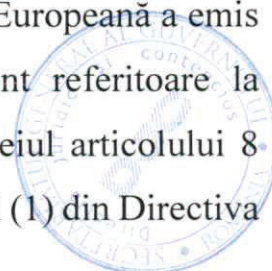 Europeană a emis
nt referitoare la
eiul articolului 8
(1) din Directiva